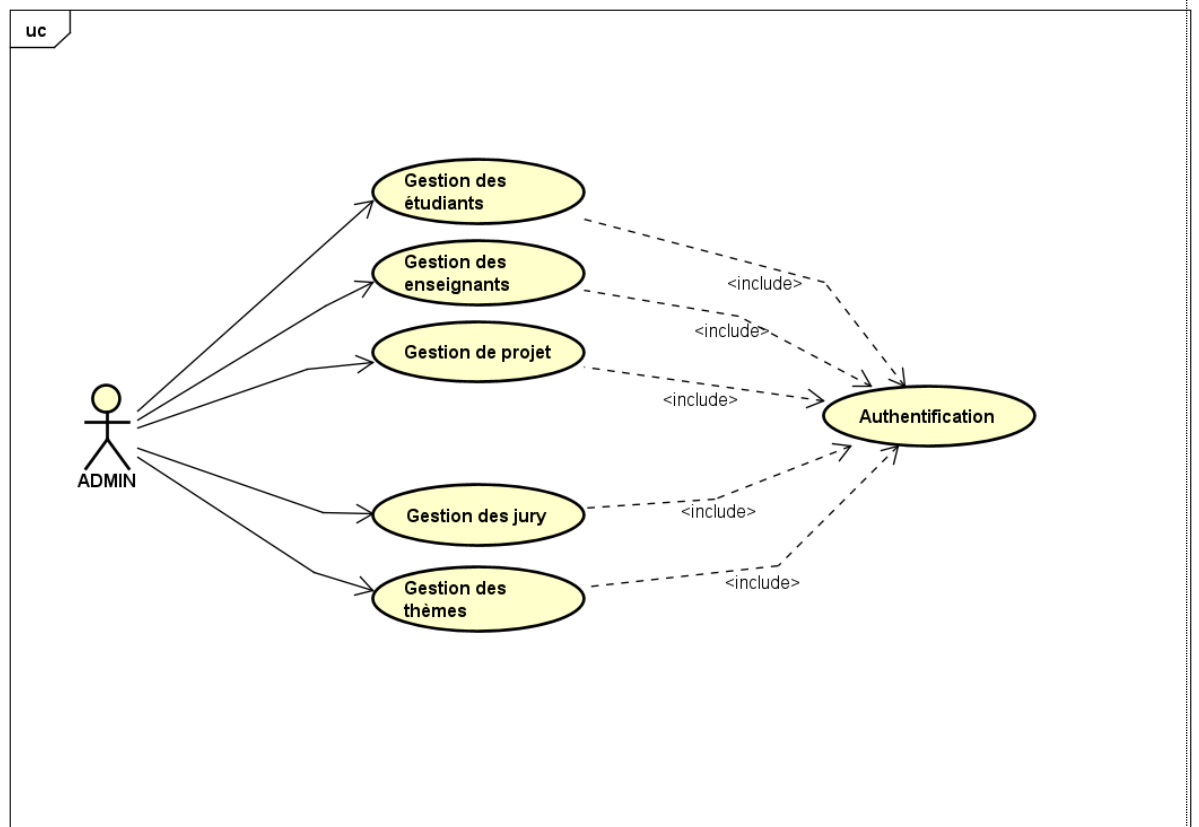 uc
Gestion des
étudiants
<include>
Gestion des
enseignants
<include>
Gestion de projet
<include>
Authentification
ADMIN
Gestion des jury
<include>
Gestion des
thèmes
<include>